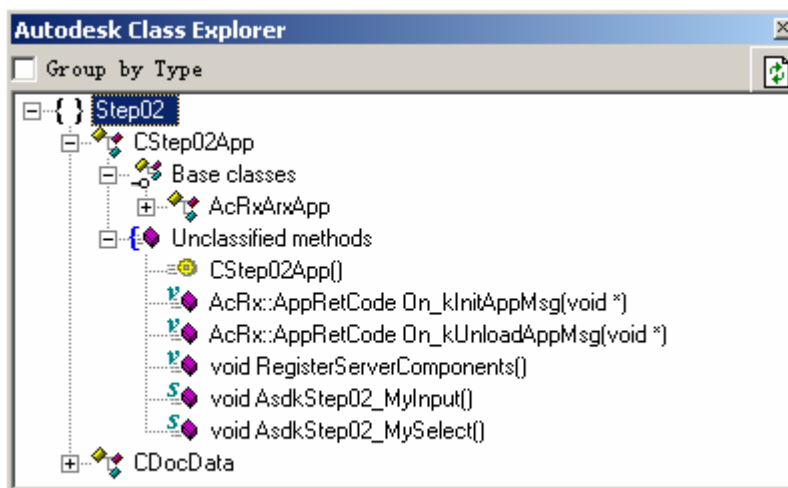 Autodesk Class Explorer
Group by Type
{ } Step02
CStep02App
Base classes
AcRxArxApp
Unclassified methods
CStep02App()
AcRx::AppRetCode On_kInitAppMsg(void *)
AcRx::AppRetCode On_kUnloadAppMsg(void *)
void RegisterServerComponents()
void AsdkStep02_MyInput()
void AsdkStep02_MySelect()
CDocData